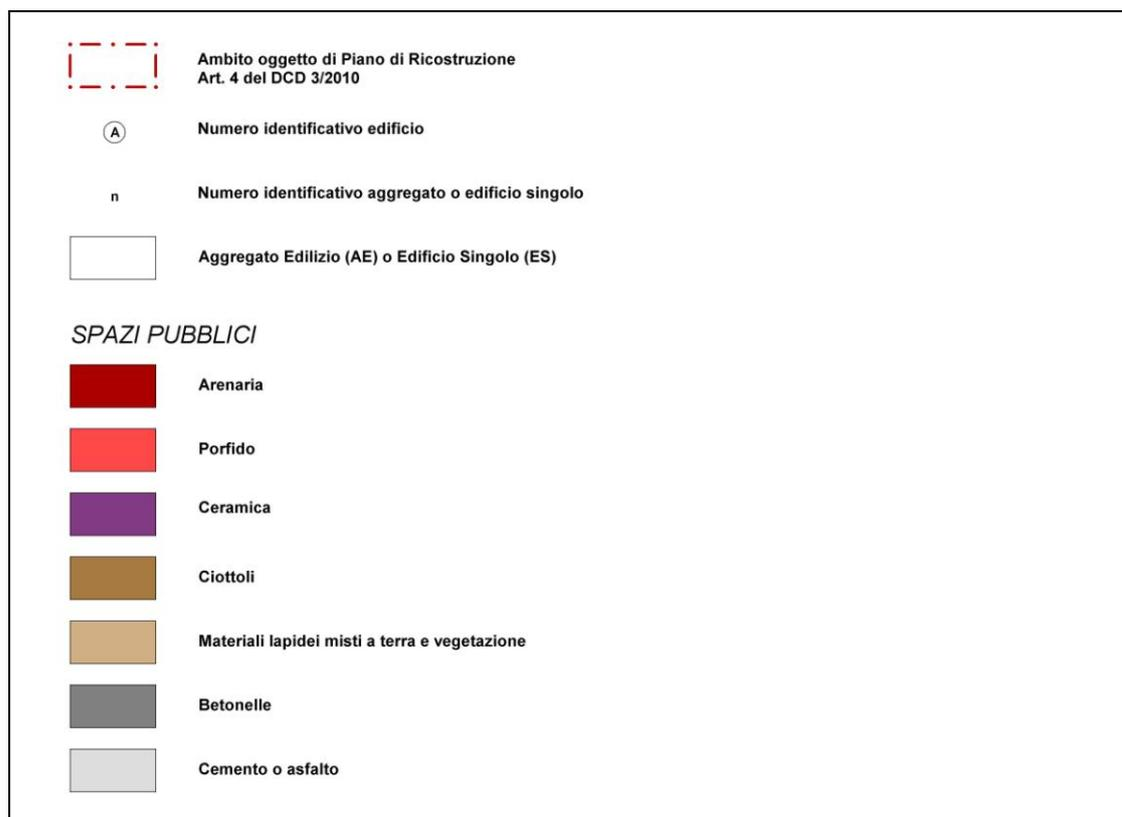 Ambito oggetto di Piano di Ricostruzione
Art. 4 del DCD 3/2010
A
Numero identificativo edificio
n
Numero identificativo aggregato o edificio singolo
Aggregato Edilizio (AE) o Edificio Singolo (ES)
SPAZI PUBBLICI
Arenaria
Porfido
Ceramica
Ciottoli
Materiali lapidei misti a terra e vegetazione
Betonelle
Cemento o asfalto